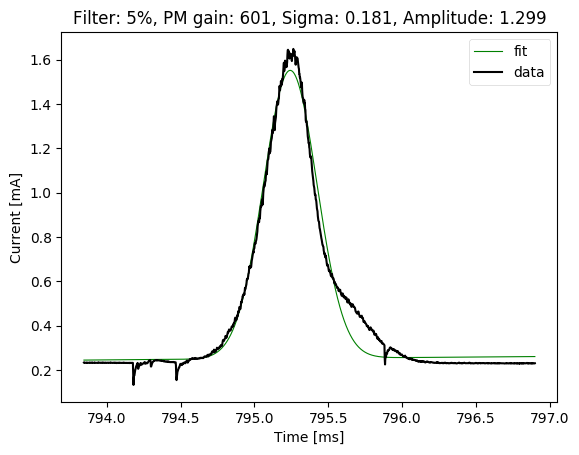 Filter: 5%, PM gain: 601, Sigma: 0.181, Amplitude: 1.299
fit
data
1.6
1.4
1.2
1.0
0.8
0.6
0.4
0.2
Current [mA]
794.0 794.5 795.0 795.5 796.0 796.5 797.0
Time [ms]